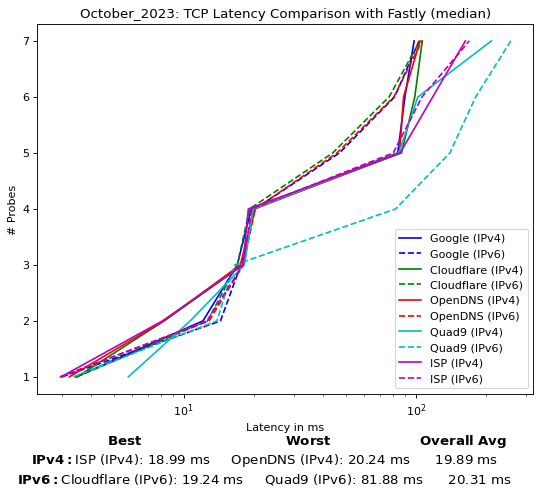 October_2023: TCP Latency Comparison with Fastly (median)
7
6
5
4
3
2
1
# Probes
Google (IPv4)
Google (IPv6)
Cloudflare (IPv4)
Cloudflare (IPv6)
OpenDNS (IPv4)
OpenDNS (IPv6)
Quad9 (IPv4)
Quad9 (IPv6)
ISP (IPv4)
ISP (IPv6)
10^1 10^2
Latency in ms
Best Worst Overall Avg
IPv4: ISP (IPv4): 18.99 ms OpenDNS (IPv4): 20.24 ms 19.89 ms
IPv6: Cloudflare (IPv6): 19.24 ms Quad9 (IPv6): 81.88 ms 20.31 ms